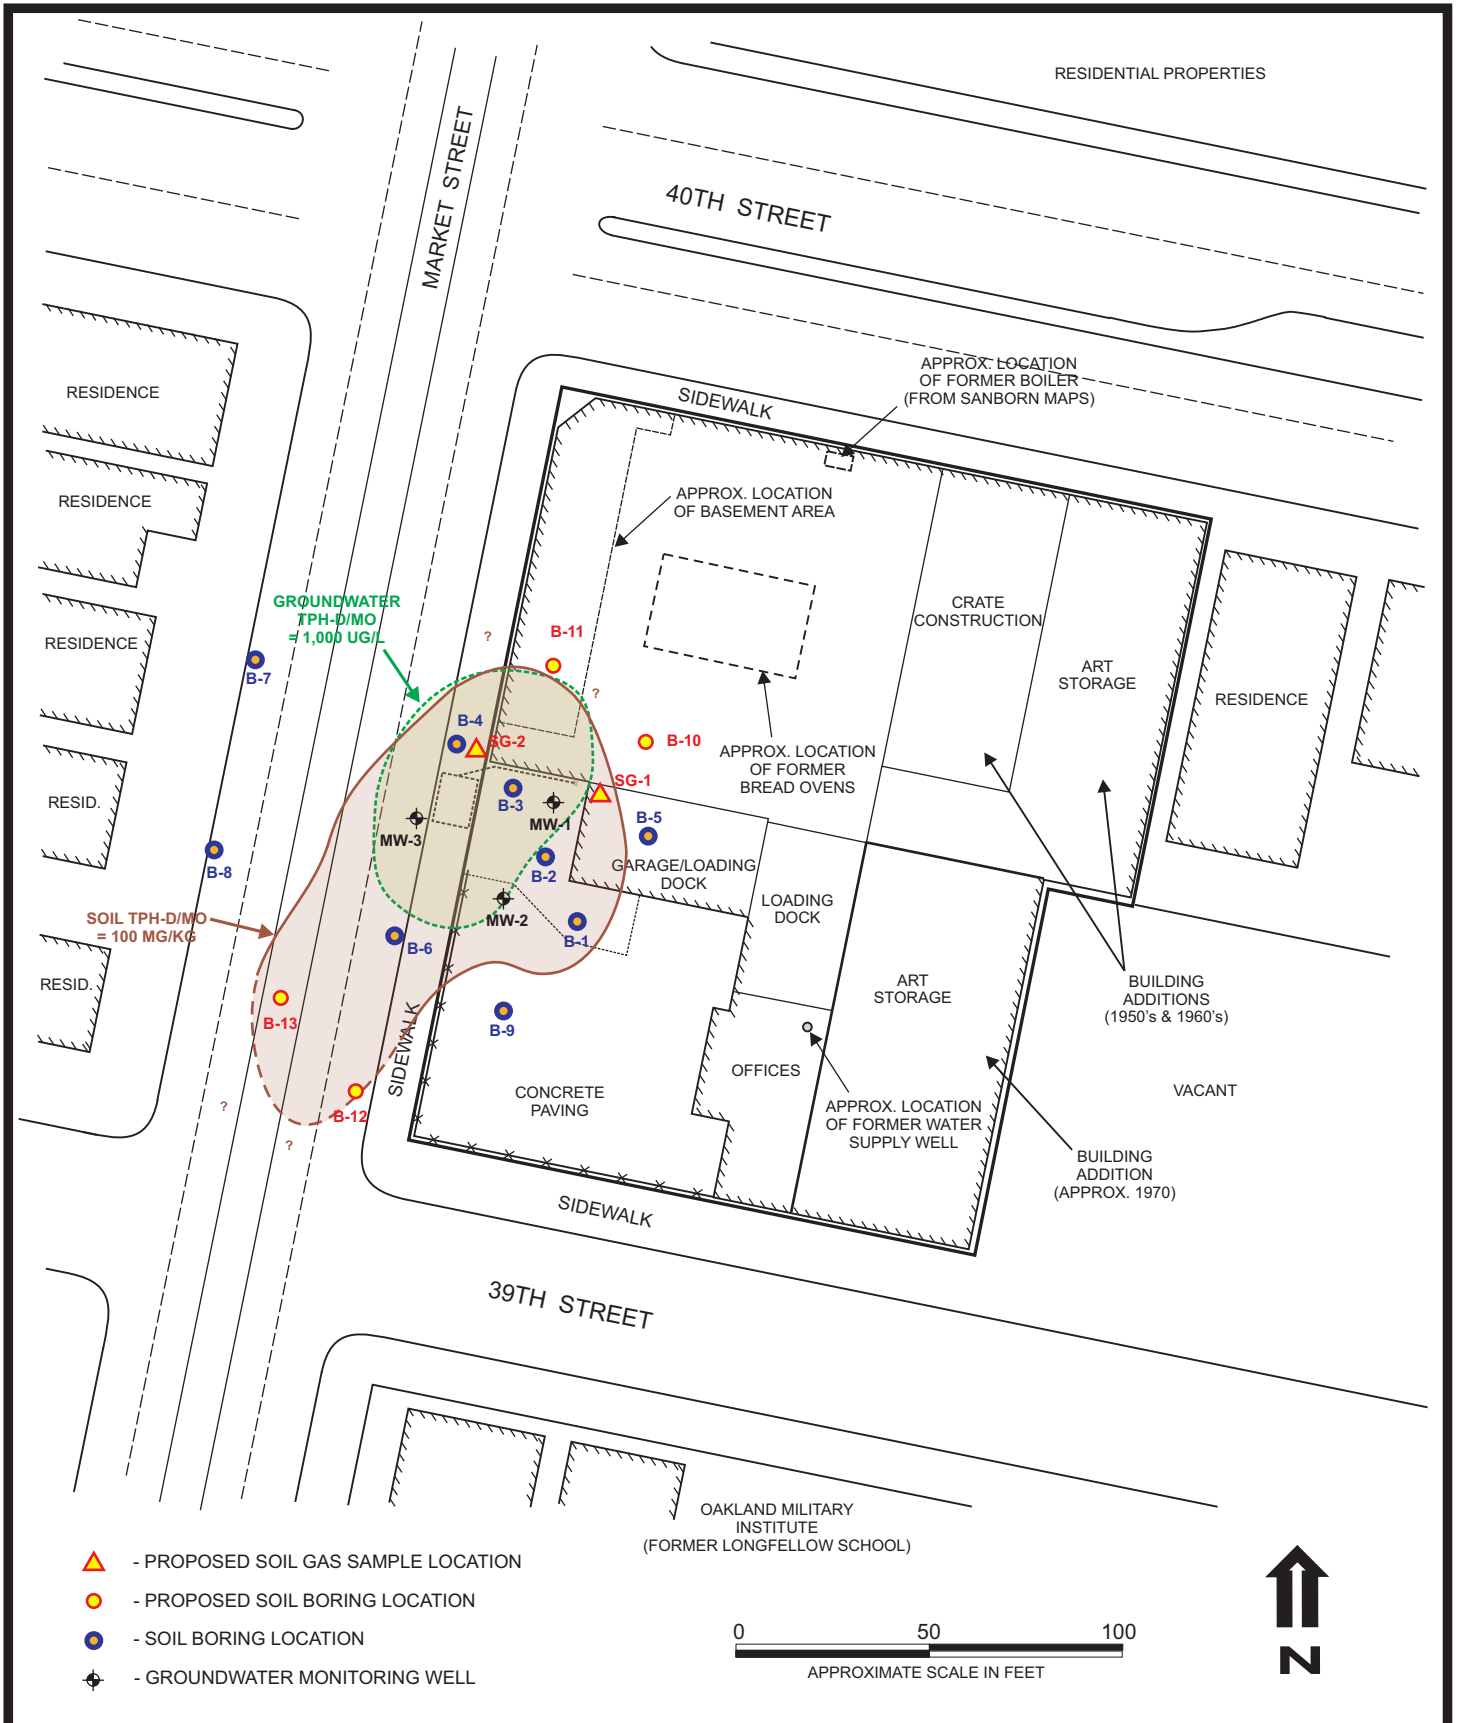 RESIDENTIAL PROPERTIES
MARKET STREET
40TH STREET
APPROX. LOCATION
OF FORMER BOILER
(FROM SANBORN MAPS)
SIDEWALK
RESIDENCE
RESIDENCE
APPROX. LOCATION
OF BASEMENT AREA
GROUNDWATER
TPH-D/MO
= 1,000 UG/L
CRATE
CONSTRUCTION
RESIDENCE
?
B-11
ART
STORAGE
B-7
?
RESIDENCE
B-4
SG-2
B-10
APPROX. LOCATION
OF FORMER
BREAD OVENS
SG-1
RESID.
B-3
MW-1
B-5
MW-3
B-8
B-2
GARAGE/LOADING
DOCK
LOADING
DOCK
SOIL TPH-D/MO
= 100 MG/KG
MW-2
B-1
B-6
RESID.
ART
STORAGE
BUILDING
ADDITIONS
(1950's & 1960's)
B-13
B-9
SIDEWALK
OFFICES
CONCRETE
PAVING
VACANT
?
B-12
APPROX. LOCATION
OF FORMER WATER
SUPPLY WELL
?
BUILDING
ADDITION
(APPROX. 1970)
SIDEWALK
39TH STREET
OAKLAND MILITARY
INSTITUTE
(FORMER LONGFELLOW SCHOOL)
- PROPOSED SOIL GAS SAMPLE LOCATION
- PROPOSED SOIL BORING LOCATION
- SOIL BORING LOCATION
- GROUNDWATER MONITORING WELL
0 50 100
APPROXIMATE SCALE IN FEET
N